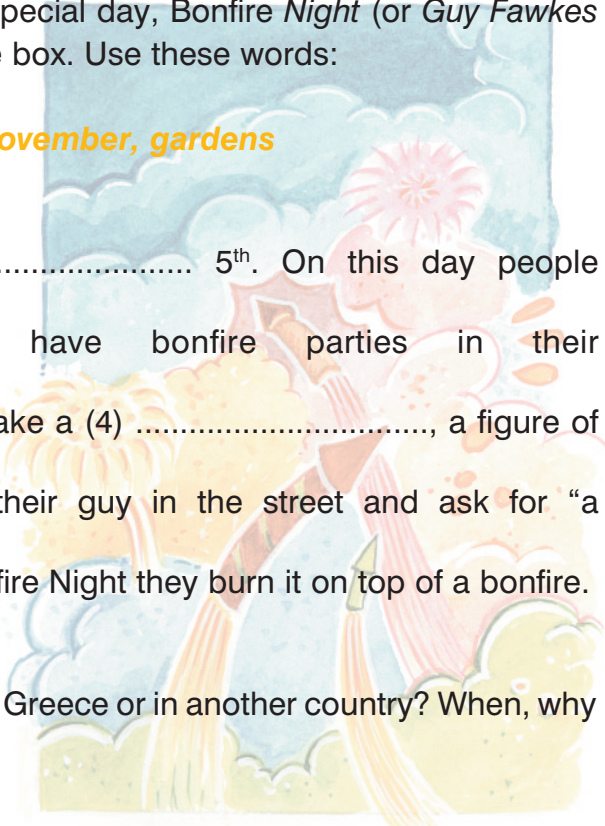 pecial day, Bonfire Night (or Guy Fawkes
e box. Use these words:
ovember, gardens
...................... 5th. On this day people
have bonfire parties in their
ake a (4) ................................, a figure of
their guy in the street and ask for “a
fire Night they burn it on top of a bonfire.
Greece or in another country? When, why